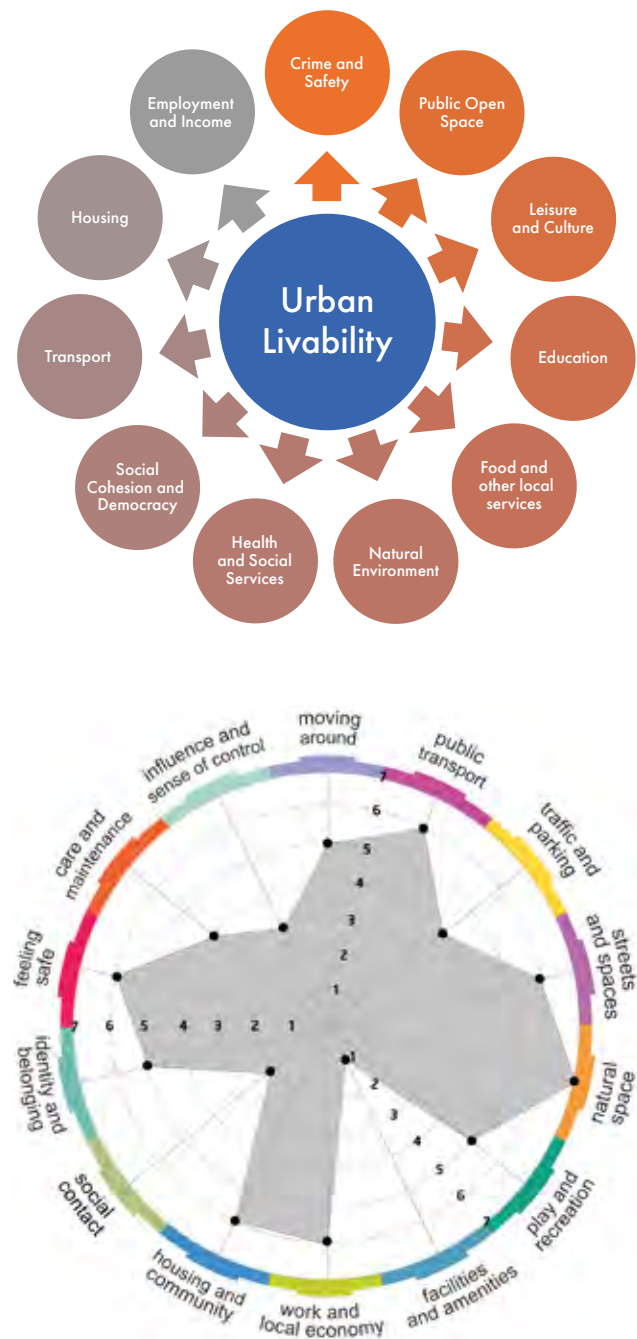 Crime and
Safety
Public Open
Space
Leisure
and Culture
Education
Food and
other local
services
Natural
Environment
Health
and Social
Services
Social
Cohesion and
Democracy
Transport
Housing
Employment
and Income
Urban
Livability
moving
around
public
transport
traffic and
parking
streets
and spaces
natural
space
play and
recreation
facilities
and amenities
work and
local economy
housing and
community
social
contact
identity and
belonging
feeling
safe
care and
maintenance
influence and
sense of control
7
6
5
4
3
2
1
7 6 5 4 3 2 1
1
2
3
4
5
6
7